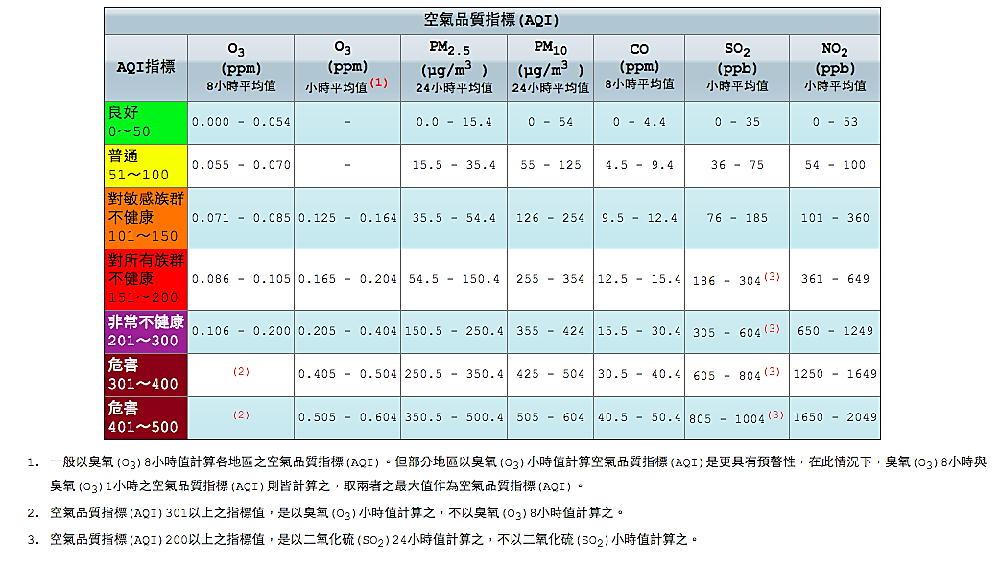 空氣品質指標(AQI)
AQI指標 O3 (ppm) 8小時平均值 O3 (ppm) 小時平均值(1) PM2.5 (μg/m3 ) 24小時平均值 PM10 (μg/m3 ) 24小時平均值 CO (ppm) 8小時平均值 SO2 (ppb) 小時平均值 NO2 (ppb) 小時平均值
良好 0～50 0.000 - 0.054 - 0.0 - 15.4 0 - 54 0 - 4.4 0 - 35 0 - 53
普通 51～100 0.055 - 0.070 - 15.5 - 35.4 55 - 125 4.5 - 9.4 36 - 75 54 - 100
對敏感族群不健康 101～150 0.071 - 0.085 0.125 - 0.164 35.5 - 54.4 126 - 254 9.5 - 12.4 76 - 185 101 - 360
對所有族群不健康 151～200 0.086 - 0.105 0.165 - 0.204 54.5 - 150.4 255 - 354 12.5 - 15.4 186 - 304(3) 361 - 649
非常不健康 201～300 0.106 - 0.200 0.205 - 0.404 150.5 - 250.4 355 - 424 15.5 - 30.4 305 - 604(3) 650 - 1249
危害 301～400 (2) 0.405 - 0.504 250.5 - 350.4 425 - 504 30.5 - 40.4 605 - 804(3) 1250 - 1649
危害 401～500 (2) 0.505 - 0.604 350.5 - 500.4 505 - 604 40.5 - 50.4 805 - 1004(3) 1650 - 2049
1. 一般以臭氧(O3)8小時值計算各地區之空氣品質指標(AQI)。但部分地區以臭氧(O3)小時值計算空氣品質指標(AQI)是更具有預警性，在此情況下，臭氧(O3)8小時與
臭氧(O3)1小時之空氣品質指標(AQI)則皆計算之，取兩者之最大值作為空氣品質指標(AQI)。
2. 空氣品質指標(AQI)301以上之指標值，是以臭氧(O3)小時值計算之，不以臭氧(O3)8小時值計算之。
3. 空氣品質指標(AQI)200以上之指標值，是以二氧化硫(SO2)24小時值計算之，不以二氧化硫(SO2)小時值計算之。